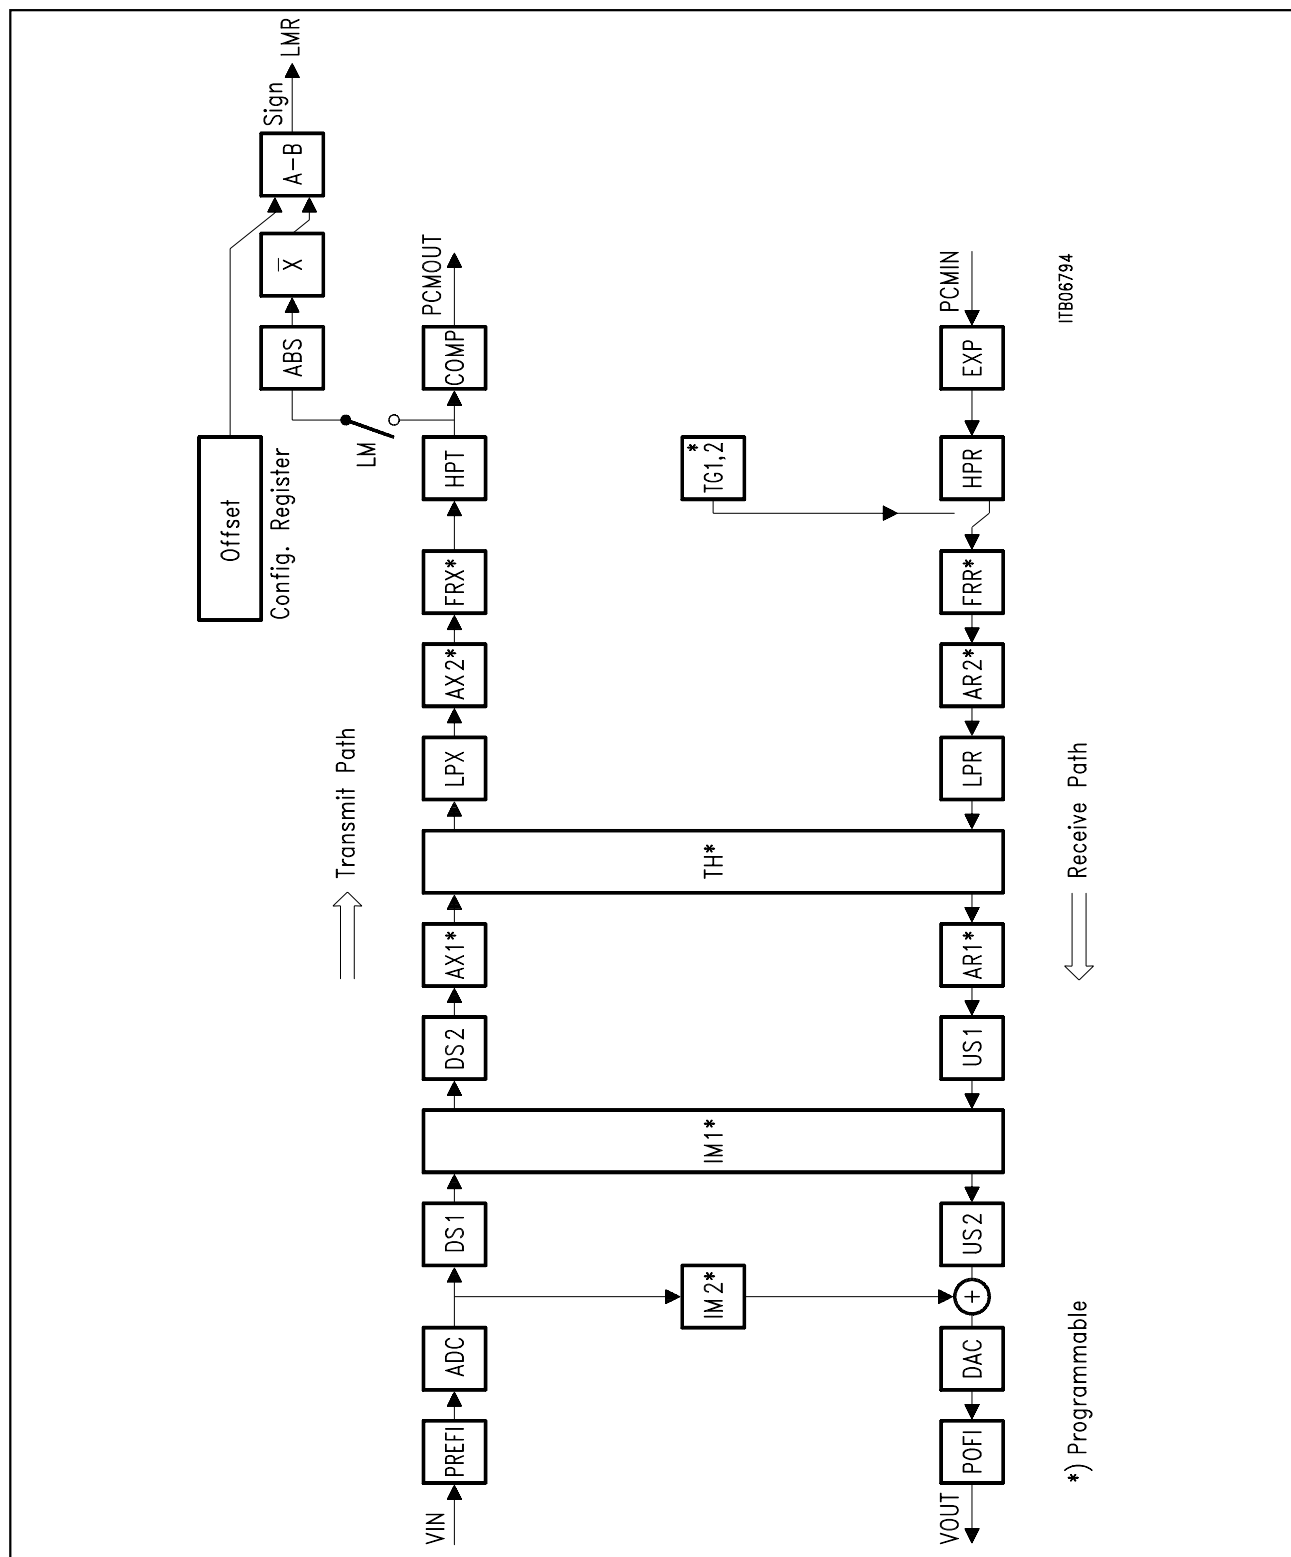 Offset
Config. Register
ABS
X̅
A-B
Sign
LMR
LM
Transmit Path
VIN
PREFI
ADC
DS1
DS2
AX1*
LPX
AX2*
FRX*
HPT
COMP
PCMOUT
IM2*
IM1*
TH*
TG1,2*
VOUT
POFI
DAC
+
US2
US1
AR1*
LPR
AR2*
FRR*
HPR
EXP
PCMIN
Receive Path
*) Programmable
ITB06794